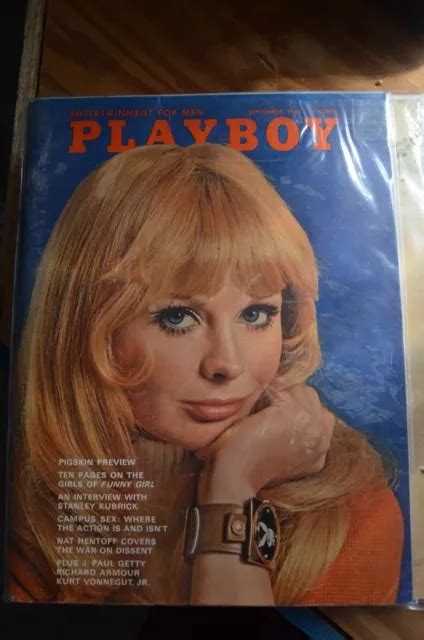 ENTERTAINMENT FOR MEN
SEPTEMBER
PLAYBOY
PIGSKIN PREVIEW
TEN PAGES ON THE
GIRLS OF FUNNY GIRL
AN INTERVIEW WITH
STANLEY KUBRICK
CAMPUS SEX: WHERE
THE ACTION IS AND ISN'T
NAT HENTOFF COVERS
THE WAR ON DISSENT
PLUS J. PAUL GETTY
RICHARD ARMOUR
KURT VONNEGUT, JR.